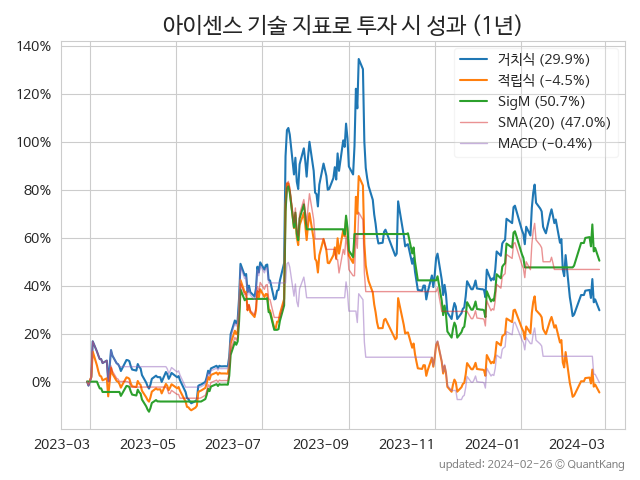 아이센스 기술 지표로 투자 시 성과 (1년)
거치식 (29.9%)
적립식 (−4.5%)
SigM (50.7%)
SMA(20) (47.0%)
MACD (−0.4%)
140%
120%
100%
80%
60%
40%
20%
0%
2023-03 2023-05 2023-07 2023-09 2023-11 2024-01 2024-03
updated: 2024-02-26 © QuantKang